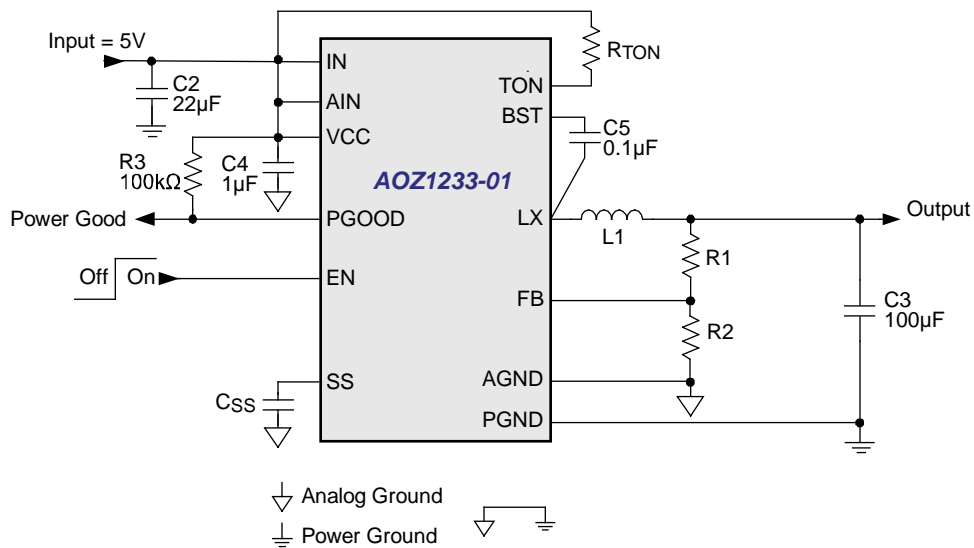 Input = 5V
C2
22µF
R3
100kΩ
C4
1µF
Power Good
Off
On
CSS
IN
AIN
VCC
PGOOD
EN
SS
AOZ1233-01
TON
BST
LX
FB
AGND
PGND
RTON
C5
0.1µF
L1
Output
R1
R2
C3
100µF
Analog Ground
Power Ground